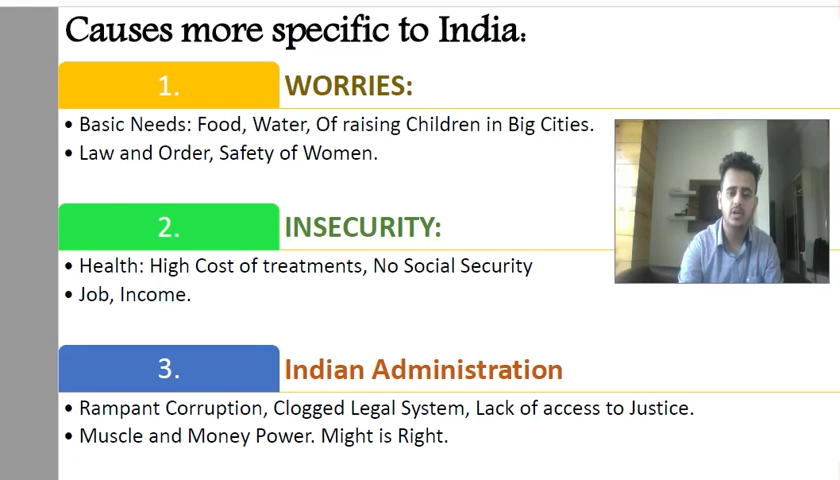 Causes more specific to India:
1. WORRIES:
• Basic Needs: Food, Water, Of raising Children in Big Cities.
• Law and Order, Safety of Women.
2. INSECURITY:
• Health: High Cost of treatments, No Social Security
• Job, Income.
3. Indian Administration
• Rampant Corruption, Clogged Legal System, Lack of access to Justice.
• Muscle and Money Power. Might is Right.